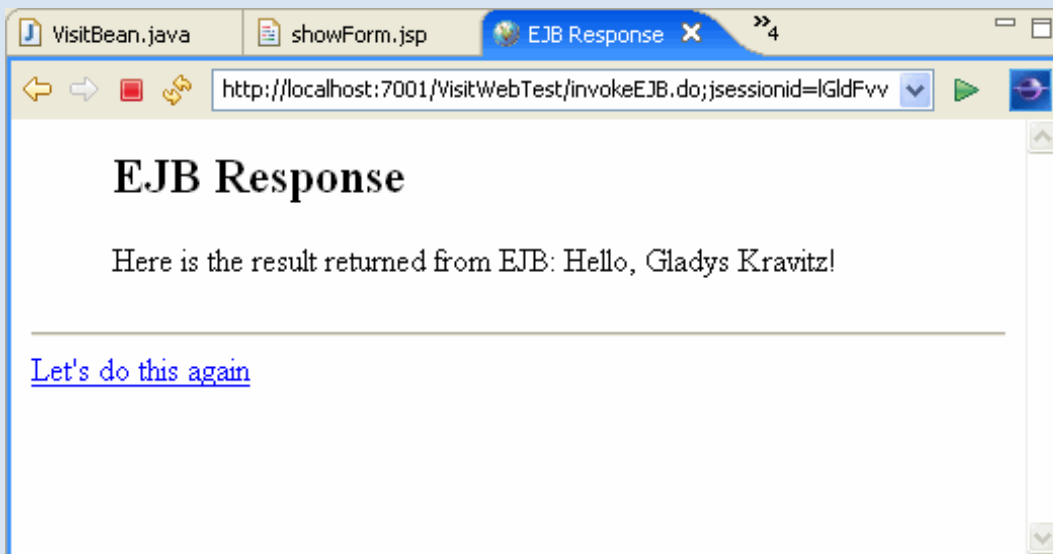 VisitBean.java showForm.jsp EJB Response 4
http://localhost:7001/VisitWebTest/invokeEJB.do;jsessionid=lGldFvv
EJB Response
Here is the result returned from EJB: Hello, Gladys Kravitz!
Let's do this again